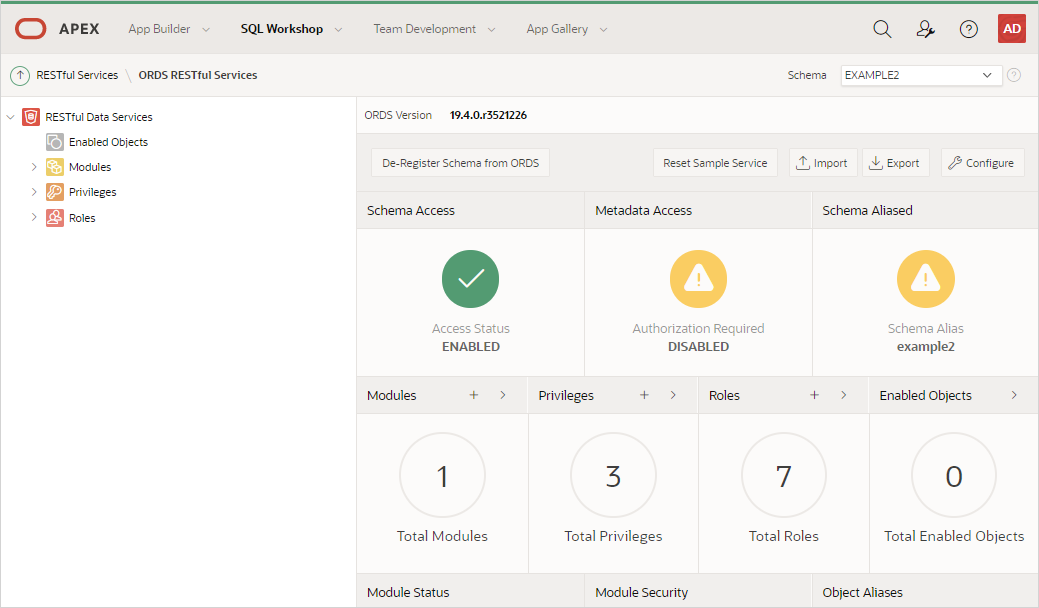 APEX App Builder SQL Workshop Team Development App Gallery ? AD
RESTful Services \ ORDS RESTful Services Schema EXAMPLE2 ?
RESTful Data Services
Enabled Objects
Modules
Privileges
Roles
ORDS Version 19.4.0.r3521226
De-Register Schema from ORDS Reset Sample Service Import Export Configure
Schema Access Metadata Access Schema Aliased
Access Status Authorization Required Schema Alias
ENABLED DISABLED example2
Modules + Privileges + Roles + Enabled Objects
1 3 7 0
Total Modules Total Privileges Total Roles Total Enabled Objects
Module Status Module Security Object Aliases